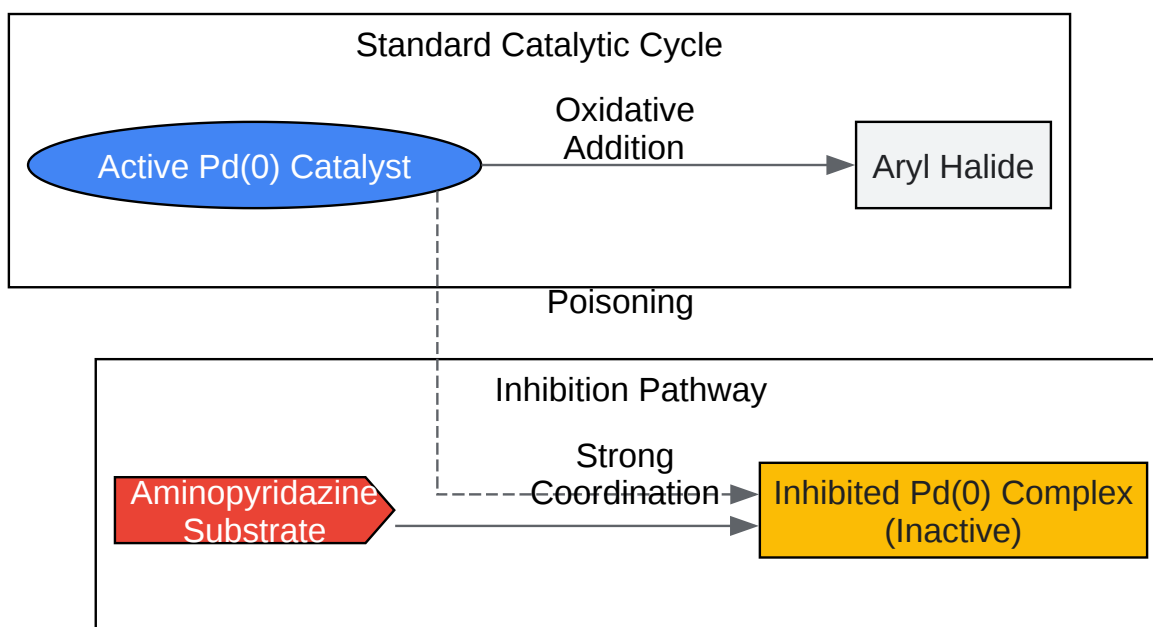 Standard Catalytic Cycle
Oxidative
Addition
Active Pd(0) Catalyst
Aryl Halide
Poisoning
Inhibition Pathway
Strong
Coordination
Aminopyridazine
Substrate
Inhibited Pd(0) Complex
(Inactive)